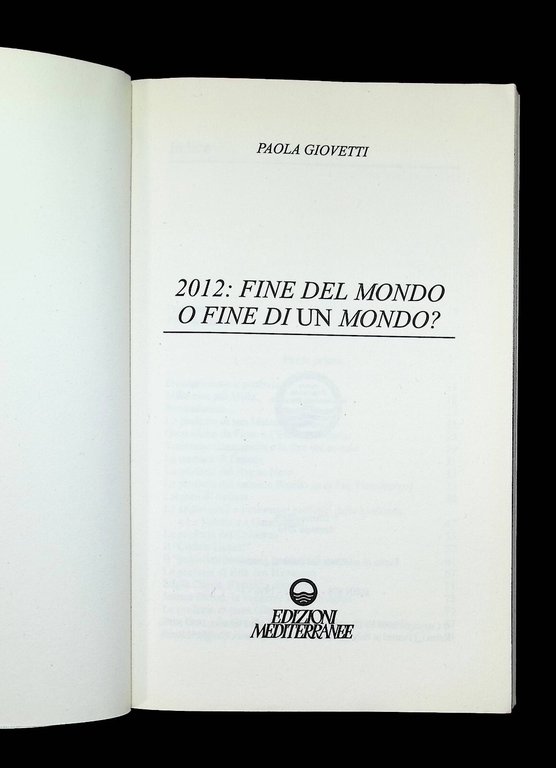 PAOLA GIOVETTI
2012: FINE DEL MONDO
O FINE DI UN MONDO?
EDIZIONI
MEDITERRANEE